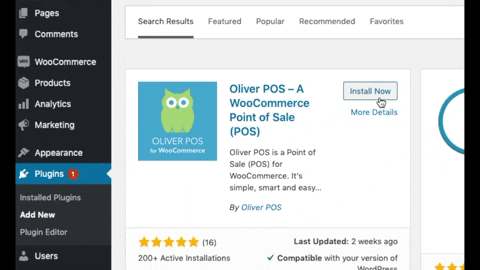 Pages
Comments
WooCommerce
Products
Analytics
Marketing
Appearance
Plugins 1
Installed Plugins
Add New
Plugin Editor
Users
Search Results Featured Popular Recommended Favorites
OLIVER POS
for WooCommerce
Oliver POS – A
WooCommerce
Point of Sale
(POS)
Install Now
More Details
Oliver POS is a Point of
Sale (POS) for
WooCommerce. It's
simple, smart and easy...
By Oliver POS
(16)
200+ Active Installations
Last Updated: 2 weeks ago
Compatible with your version of
WordPress